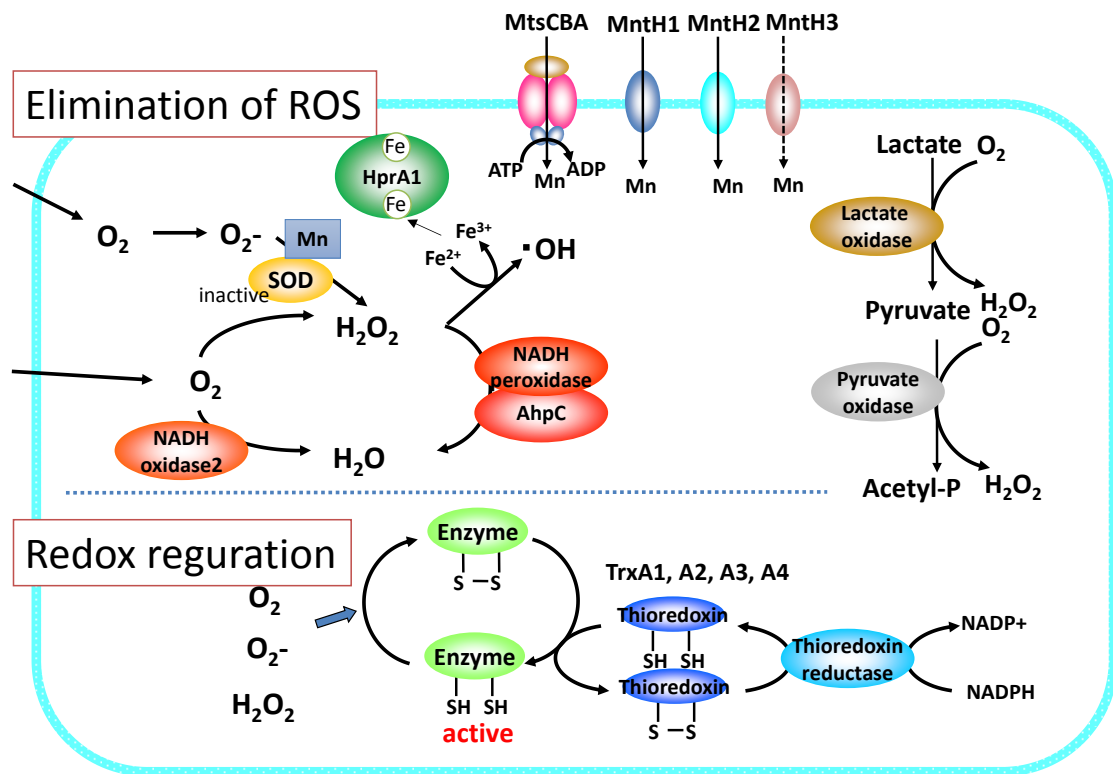 MtsCBA MntH1 MntH2 MntH3
Elimination of ROS
ATP ADP
Mn Mn Mn Mn
Fe
HprA1
Fe
Lactate O₂
Lactate
oxidase
Pyruvate H₂O₂
O₂
Pyruvate
oxidase
Acetyl-P H₂O₂
O₂ O₂- Mn
SOD
inactive
H₂O₂
Fe³⁺
Fe²⁺
·OH
NADH
peroxidase
AhpC
O₂
NADH
oxidase2
H₂O
Redox reguration
O₂
O₂-
H₂O₂
Enzyme
S – S
Enzyme
SH SH
active
TrxA1, A2, A3, A4
Thioredoxin
SH SH
Thioredoxin
S – S
Thioredoxin
reductase
NADP+
NADPH